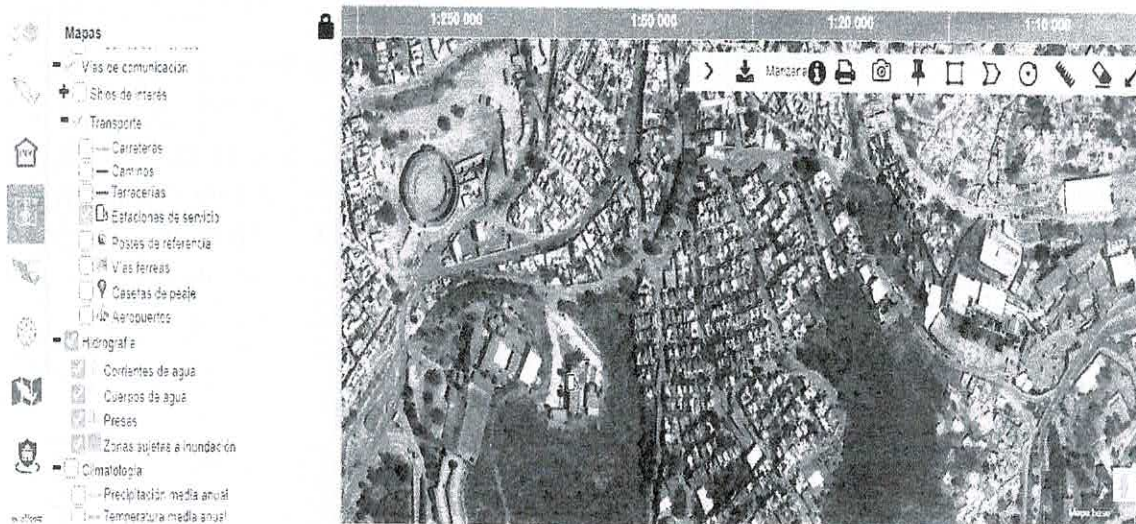 Mapas
Vías de comunicación
Sitios de interés
Transporte
Carreteras
Caminos
Terracerías
Estaciones de servicio
Postes de referencia
Vías férreas
Casetas de peaje
Aeropuertos
Hidrografía
Corrientes de agua
Cuerpos de agua
Presas
Zonas sujetas a inundación
Climatología
Precipitación media anual
Temperatura media anual
1:250 000
1:50 000
1:20 000
1:10 000
Manzana
Mapa base